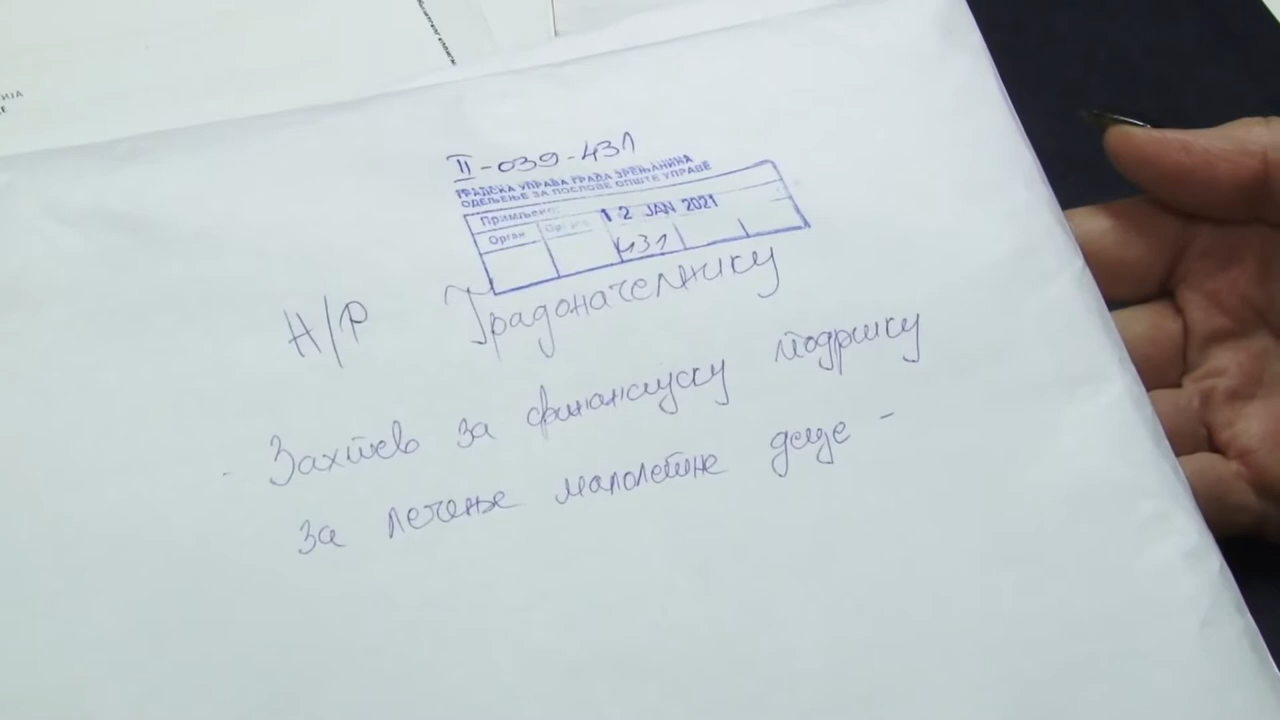 ИЈА
II-039-431
ГРАДСКА УПРАВА ГРАДА ЗРЕЊАНИНА
ОДЕЉЕЊЕ ЗА ПОСЛОВЕ ОПШТЕ УПРАВЕ
Примљено:
12 JAN 2021
Орган
431
Н/Р Градоначелнику
- Захтев за финансијску подршку
за лечење малолетне деце -